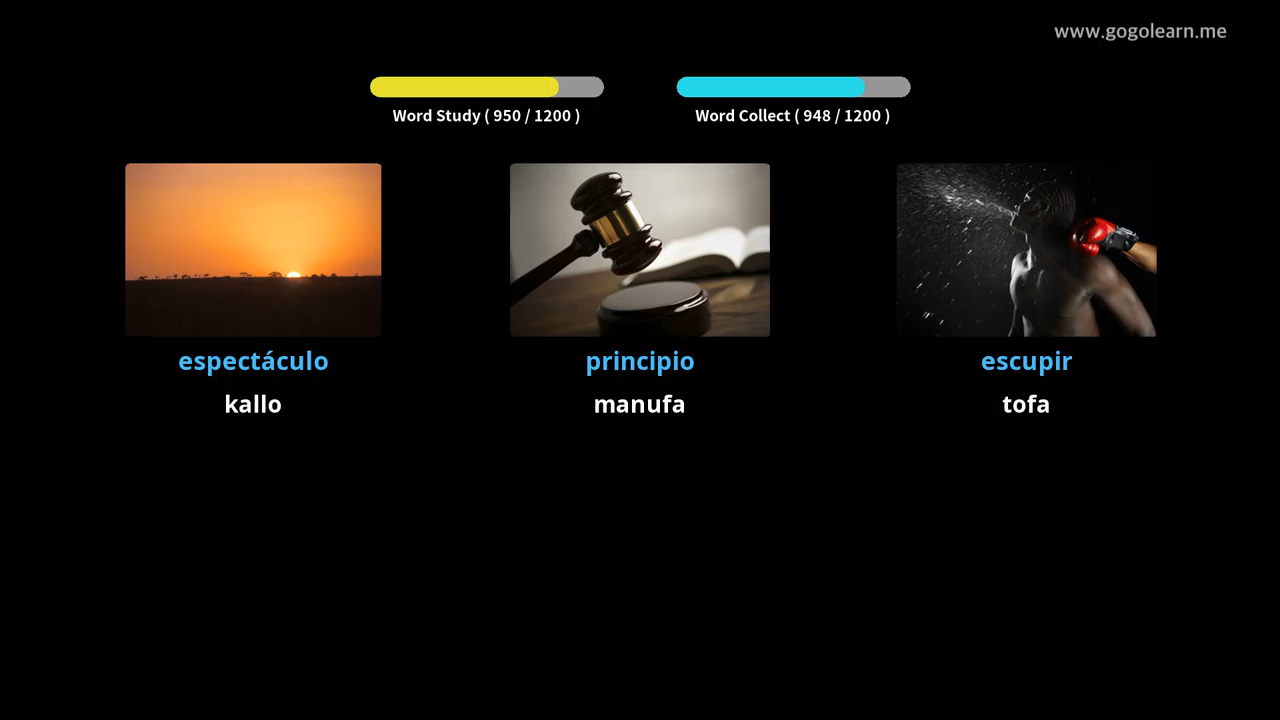 www.gogolearn.me
Word Study ( 950 / 1200 )
Word Collect ( 948 / 1200 )
espectáculo
kallo
principio
manufa
escupir
tofa